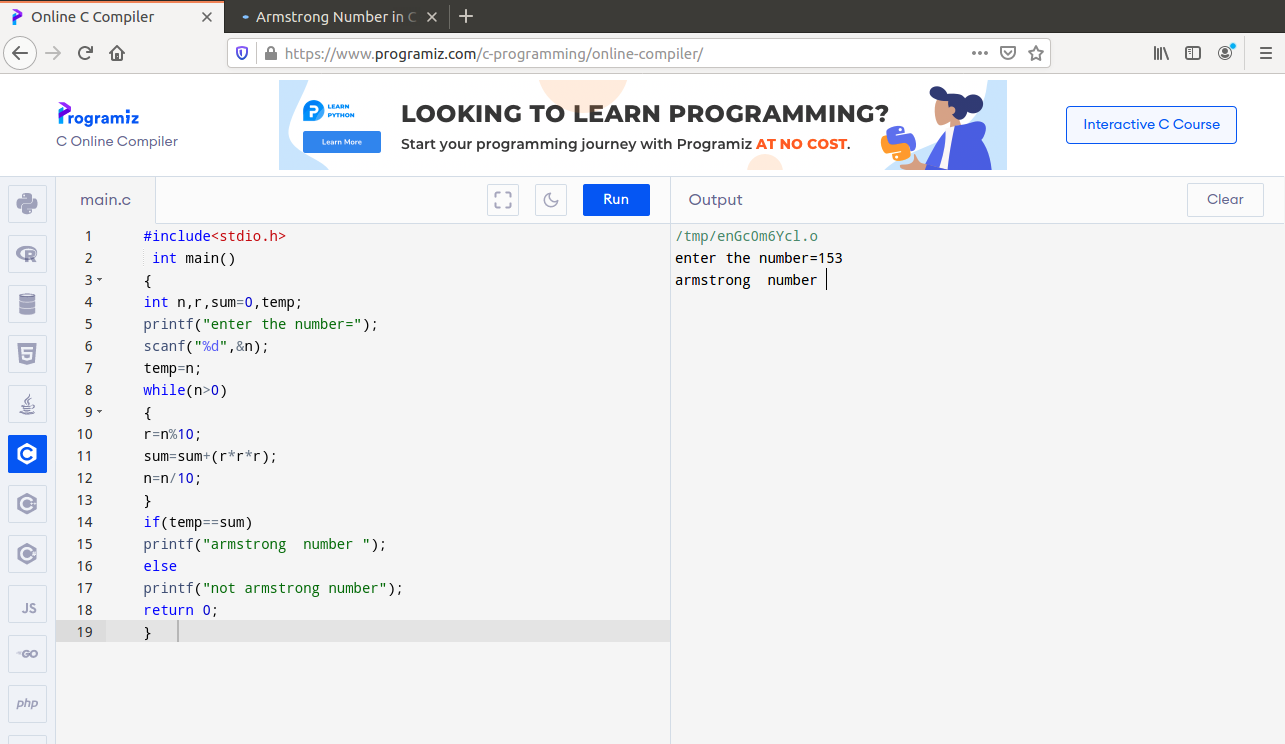 Online C Compiler
Armstrong Number in C
https://www.programiz.com/c-programming/online-compiler/
Programiz
C Online Compiler
LEARN
PYTHON
Learn More
LOOKING TO LEARN PROGRAMMING?
Start your programming journey with Programiz AT NO COST.
Interactive C Course
main.c
Run
Output
Clear
1 #include<stdio.h>
2 int main()
3 {
4 int n,r,sum=0,temp;
5 printf("enter the number=");
6 scanf("%d",&n);
7 temp=n;
8 while(n>0)
9 {
10 r=n%10;
11 sum=sum+(r*r*r);
12 n=n/10;
13 }
14 if(temp==sum)
15 printf("armstrong  number ");
16 else
17 printf("not armstrong number");
18 return 0;
19 }
/tmp/enGcOm6Ycl.o
enter the number=153
armstrong  number
R
5
C
C
C
JS
GO
php